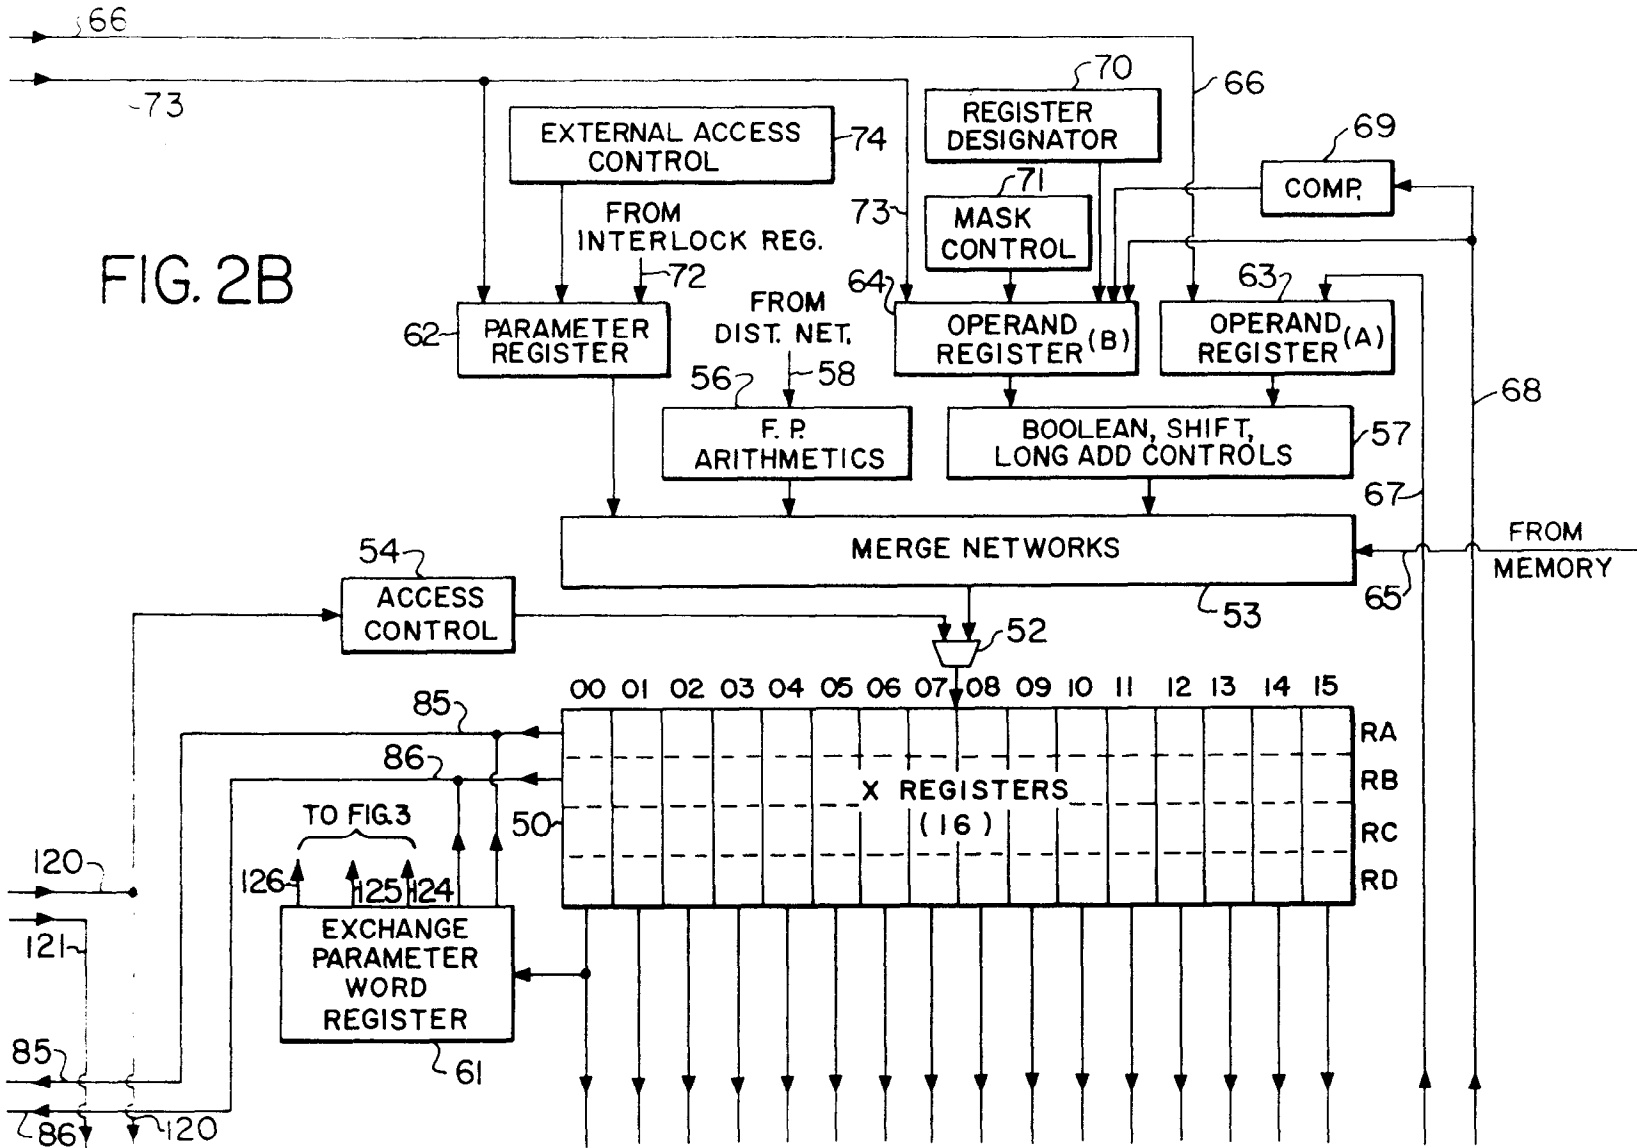 66
73
70
66
REGISTER
DESIGNATOR
EXTERNAL ACCESS
CONTROL
74
69
COMP.
71
MASK
CONTROL
73
FROM
INTERLOCK REG.
72
FIG. 2B
64
63
FROM
DIST. NET.
58
62
PARAMETER
REGISTER
OPERAND
REGISTER (B)
OPERAND
REGISTER (A)
56
68
F. P.
ARITHMETICS
BOOLEAN, SHIFT,
LONG ADD CONTROLS
57
67
MERGE NETWORKS
FROM
MEMORY
65
53
54
ACCESS
CONTROL
52
00 01 02 03 04 05 06 07 08 09 10 11 12 13 14 15
85
RA
86
RB
X REGISTERS
(16)
TO FIG.3
50
RC
RD
120
126
125
124
121
EXCHANGE
PARAMETER
WORD
REGISTER
61
85
86
120